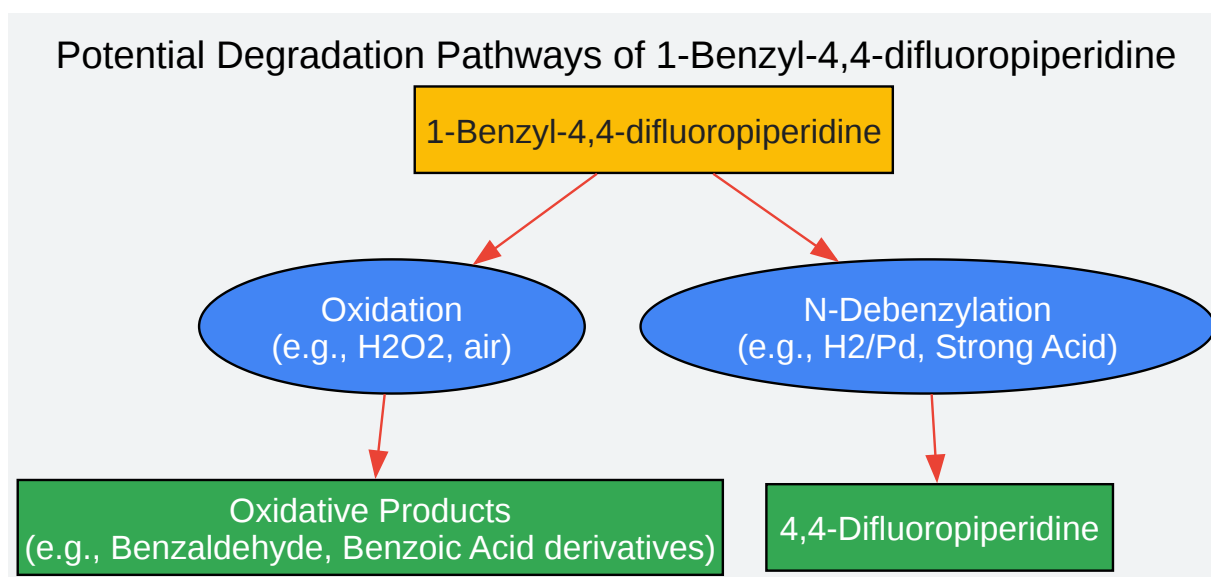 Potential Degradation Pathways of 1-Benzyl-4,4-difluoropiperidine
1-Benzyl-4,4-difluoropiperidine
Oxidation
(e.g., H2O2, air)
N-Debenzylation
(e.g., H2/Pd, Strong Acid)
Oxidative Products
(e.g., Benzaldehyde, Benzoic Acid derivatives)
4,4-Difluoropiperidine